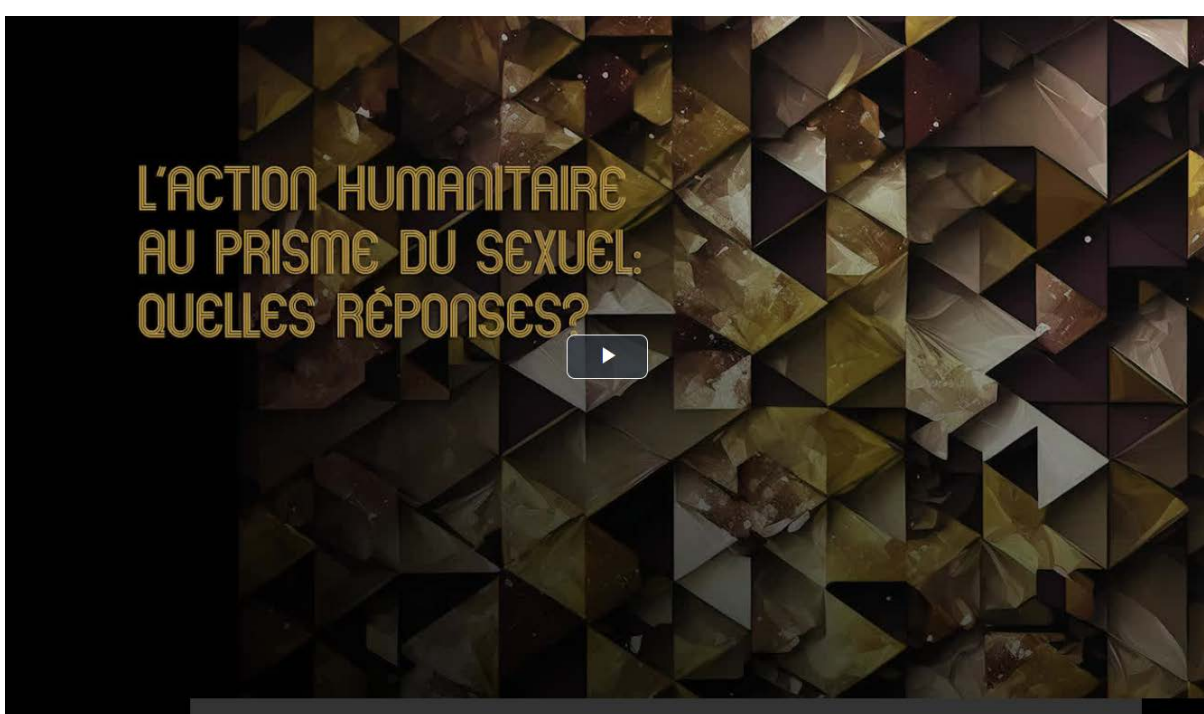 L'ACTION HUMANITAIRE
AU PRISME DU SEXUEL:
QUELLES RÉPONSES?